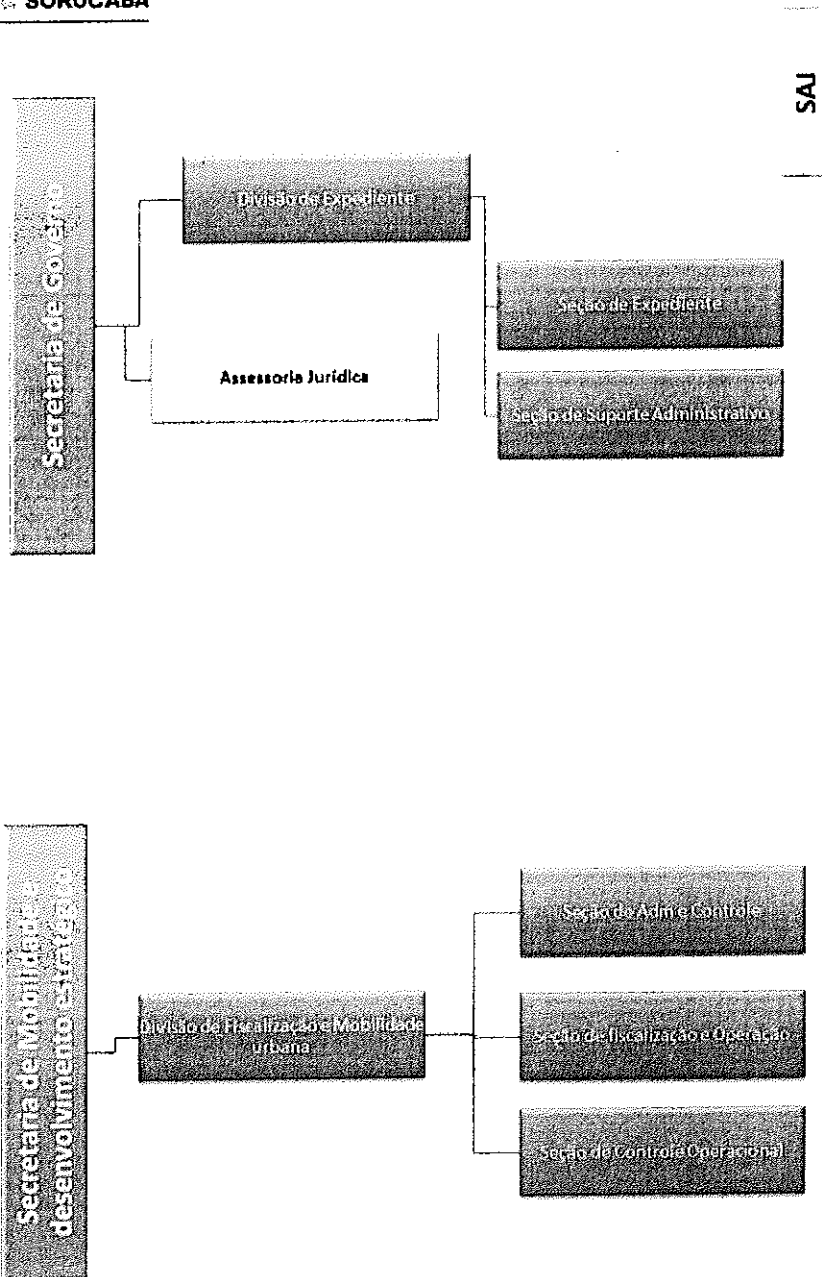 SOROCABA
SAJ
Secretaria de Governo
Divisão de Expediente
Assessoria Jurídica
Seção de Expediente
Seção de Suporte Administrativo
Secretaria de Mobilidade e
desenvolvimento estratégico
Divisão de Fiscalização e Mobilidade
urbana
Seção de Adm e Controle
Seção de fiscalização e Operação
Seção de Controle Operacional